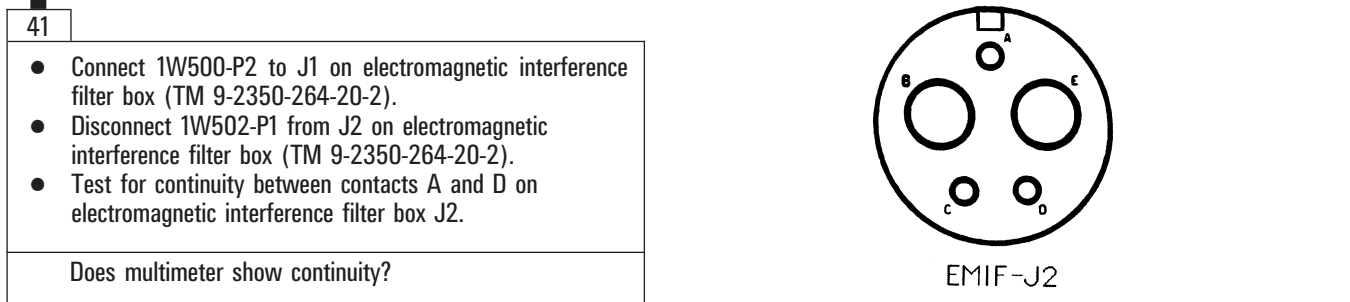 41
● Connect 1W500-P2 to J1 on electromagnetic interference
filter box (TM 9-2350-264-20-2).
● Disconnect 1W502-P1 from J2 on electromagnetic
interference filter box (TM 9-2350-264-20-2).
● Test for continuity between contacts A and D on
electromagnetic interference filter box J2.
Does multimeter show continuity?
A
B
E
C
D
EMIF-J2